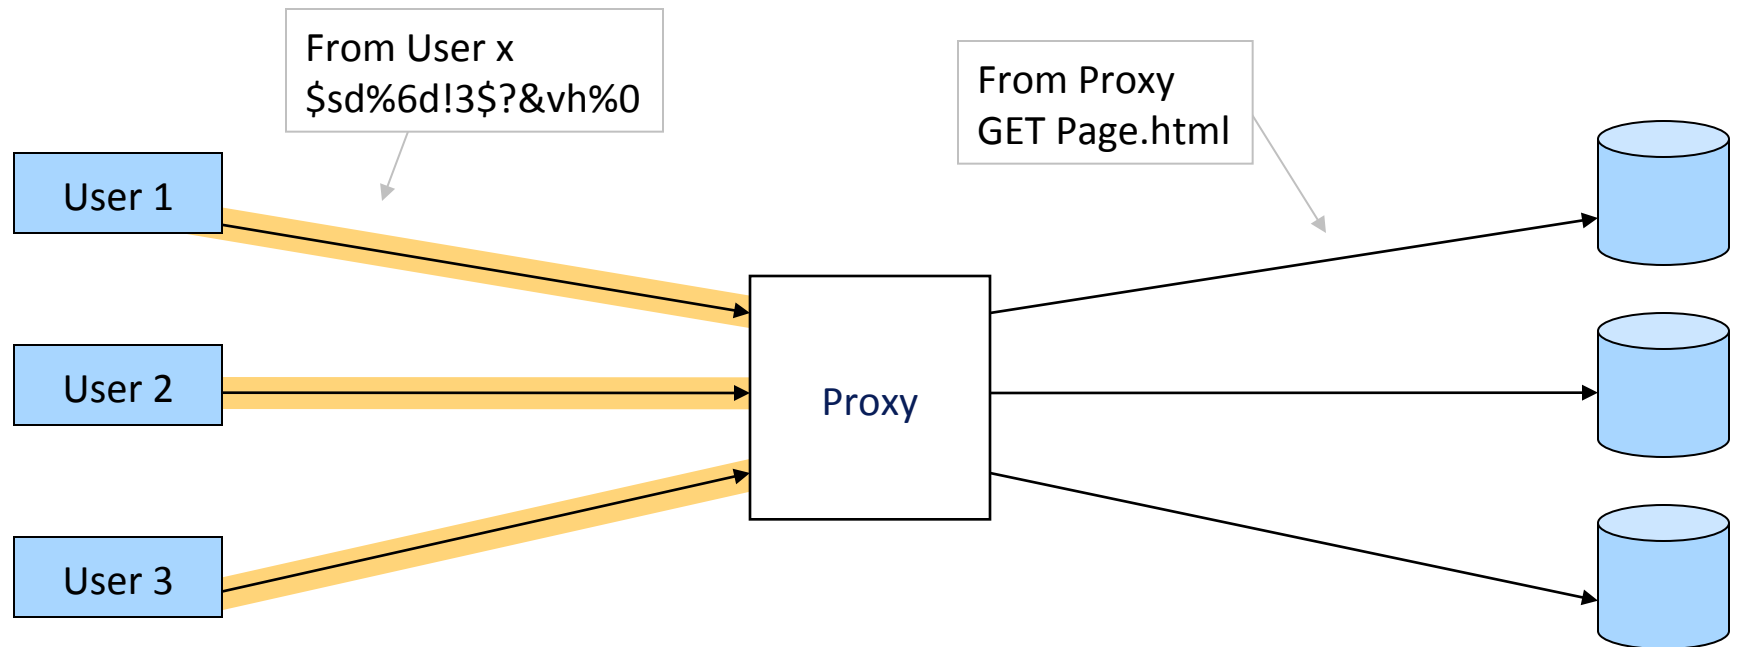 From User x
$sd%6d!3$?&vh%0
From Proxy
GET Page.html
User 1
User 2
Proxy
User 3